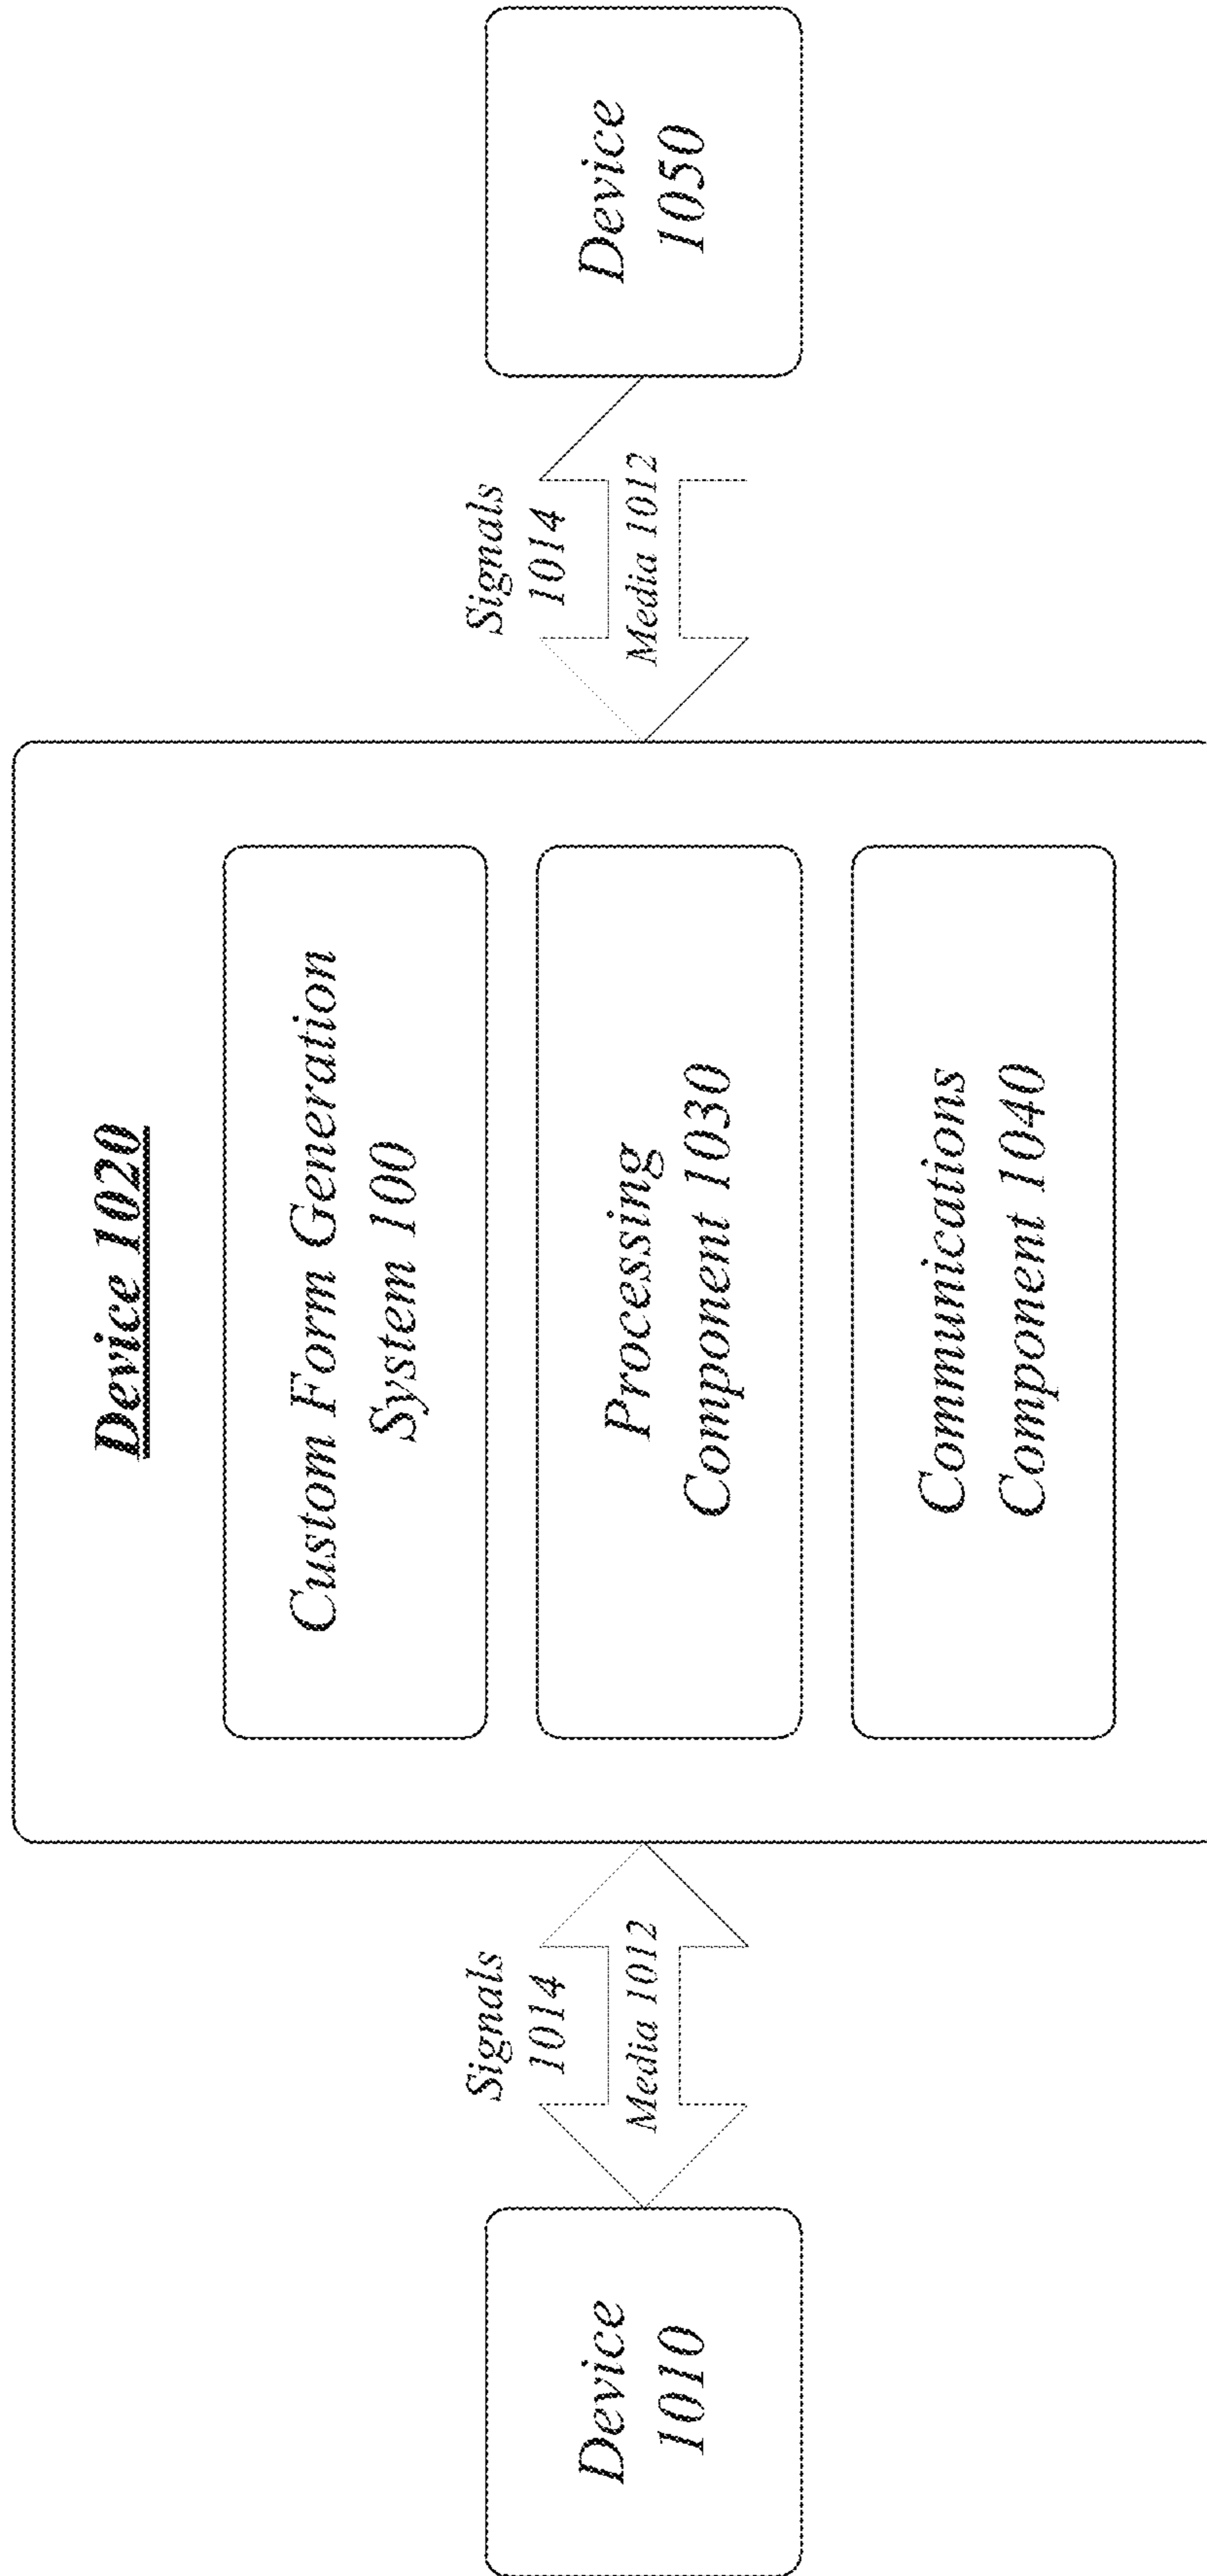 Device 1020
Custom Form Generation
System 100
Processing
Component 1030
Communications
Component 1040
Device
1010
Signals
1014
Media 1012
Signals
1014
Media 1012
Device
1050